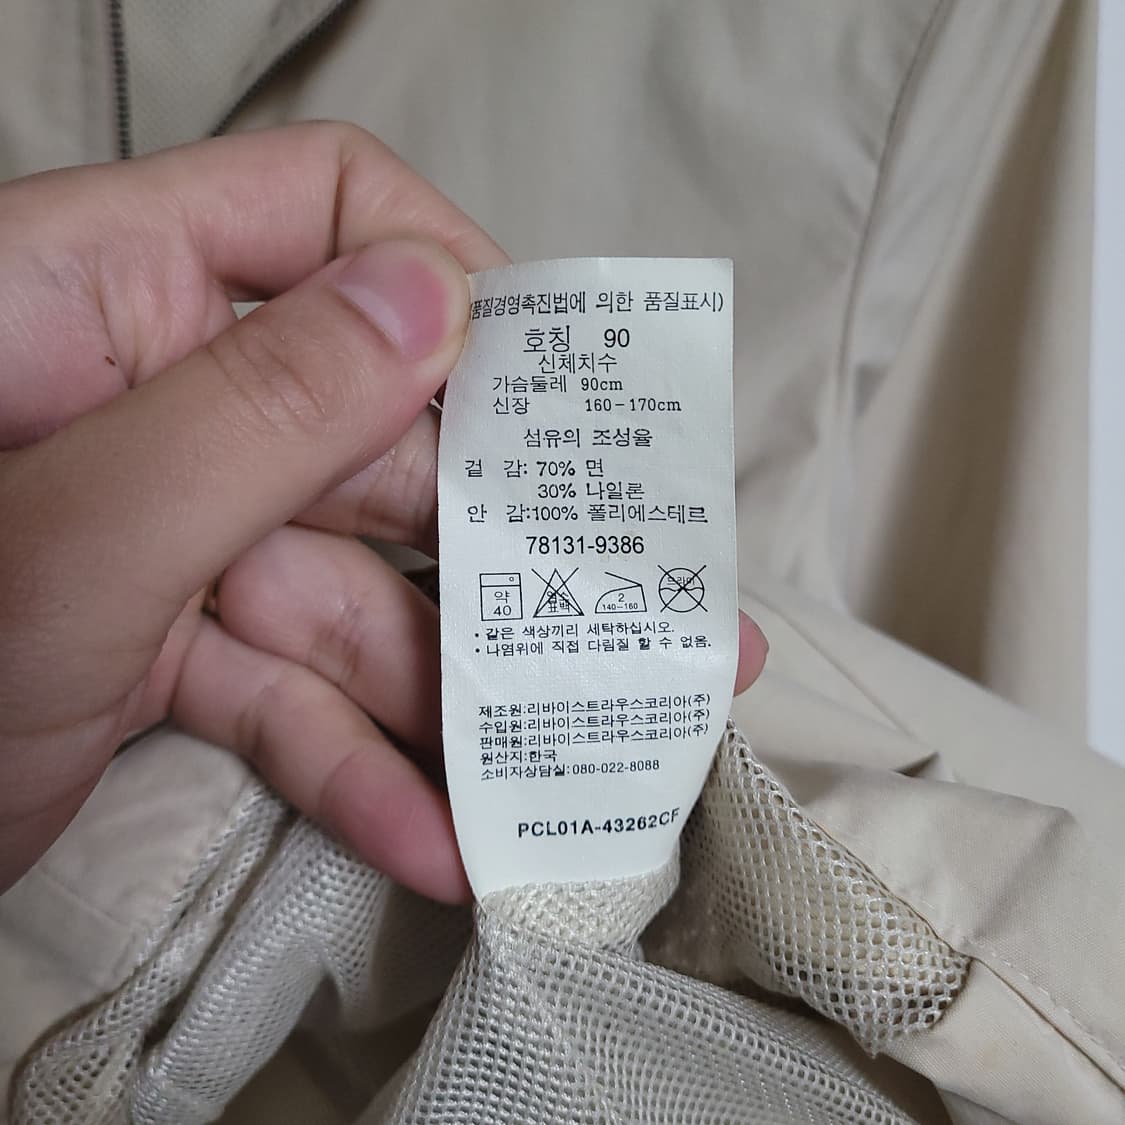 (품질경영촉진법에 의한 품질표시)
호칭 90
신체치수
가슴둘레 90cm
신장 160-170cm
섬유의 조성율
겉 감: 70% 면
30% 나일론
안 감:100% 폴리에스테르
78131-9386
약 40
염소 표백
2 140-160
드라이
• 같은 색상끼리 세탁하십시오.
• 나염위에 직접 다림질 할 수 없음.
제조원:리바이스트라우스코리아(주)
수입원:리바이스트라우스코리아(주)
판매원:리바이스트라우스코리아(주)
원산지:한국
소비자상담실:080-022-8088
PCL01A-43262CF